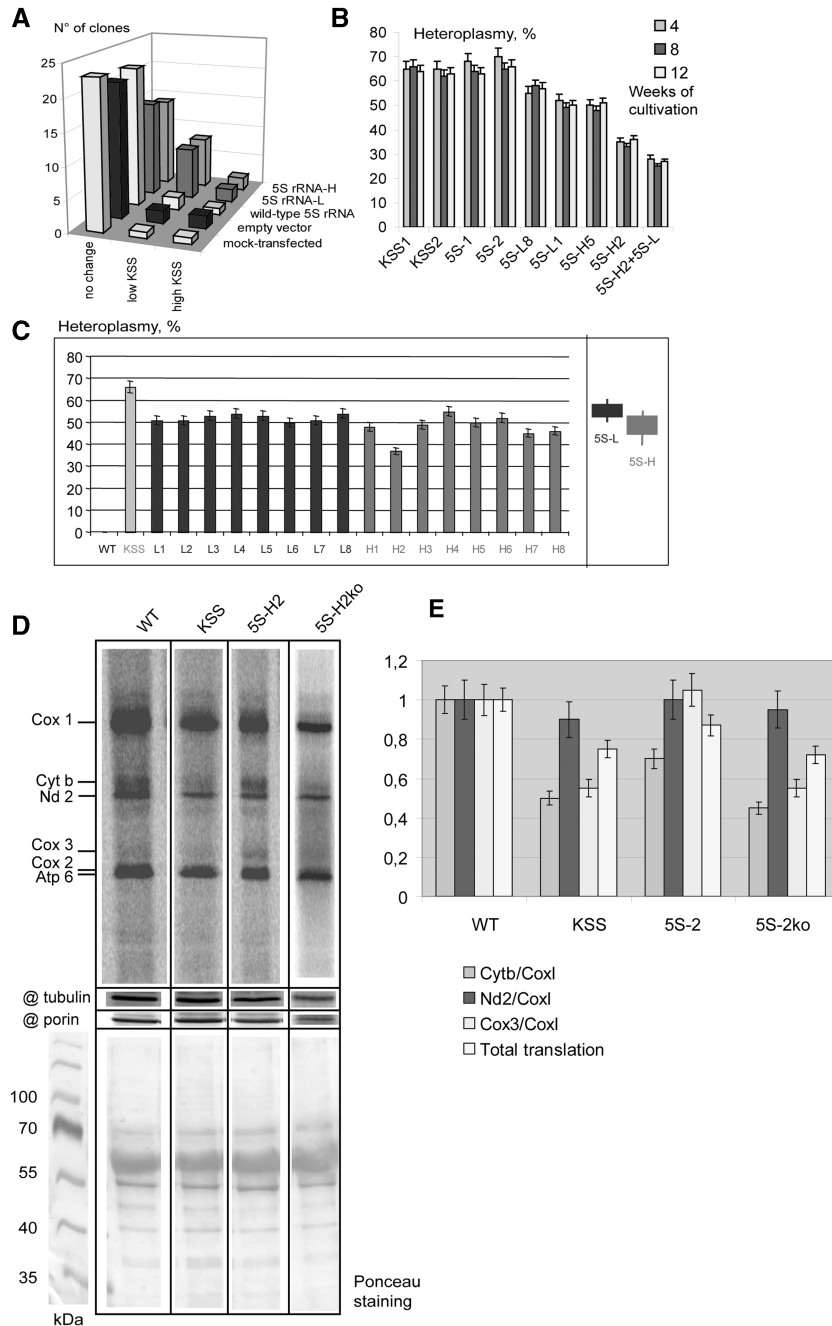 A
N° of clones
25
20
15
10
5
0
no change
low KSS
high KSS
5S rRNA-H
5S rRNA-L
wild-type 5S rRNA
empty vector
mock-transfected
B
Heteroplasmy, %
80
70
60
50
40
30
20
10
0
KSS1
KSS2
5S-1
5S-2
5S-L8
5S-L1
5S-H5
5S-H2
5S-H2+5S-L
4
8
12
Weeks of
cultivation
C
Heteroplasmy, %
80
70
60
50
40
30
20
10
0
WT KSS L1 L2 L3 L4 L5 L6 L7 L8 H1 H2 H3 H4 H5 H6 H7 H8
5S-L
5S-H
D
WT
KSS
5S-H2
5S-H2ko
Cox 1
Cyt b
Nd 2
Cox 3
Cox 2
Atp 6
@ tubulin
@ porin
100
70
55
40
35
kDa
Ponceau
staining
E
1,2
1
0,8
0,6
0,4
0,2
0
WT KSS 5S-2 5S-2ko
Cytb/CoxI
Nd2/CoxI
Cox3/CoxI
Total translation